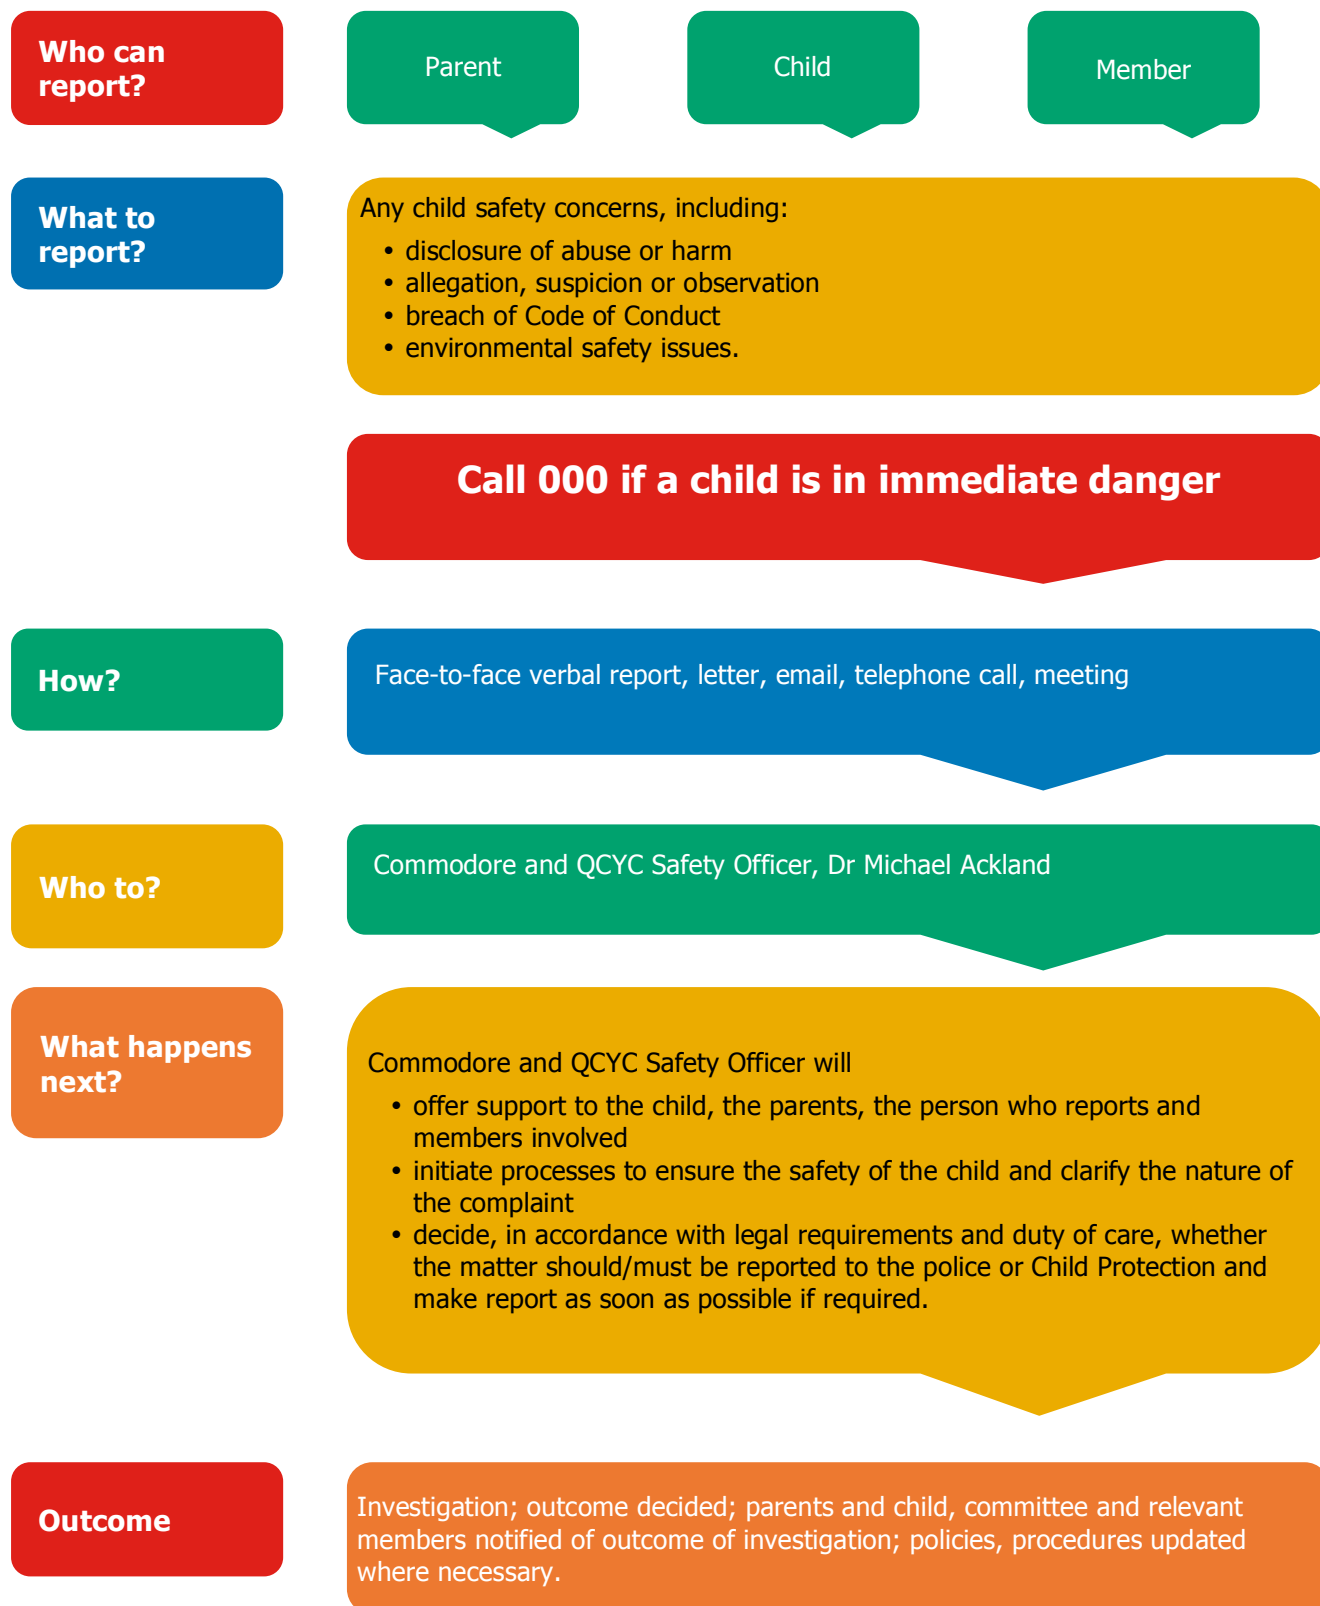 Who can
report?
Parent
Child
Member
What to
report?
Any child safety concerns, including:
• disclosure of abuse or harm
• allegation, suspicion or observation
• breach of Code of Conduct
• environmental safety issues.
Call 000 if a child is in immediate danger
How?
Face-to-face verbal report, letter, email, telephone call, meeting
Who to?
Commodore and QCYC Safety Officer, Dr Michael Ackland
What happens
next?
Commodore and QCYC Safety Officer will
• offer support to the child, the parents, the person who reports and
members involved
• initiate processes to ensure the safety of the child and clarify the nature of
the complaint
• decide, in accordance with legal requirements and duty of care, whether
the matter should/must be reported to the police or Child Protection and
make report as soon as possible if required.
Outcome
Investigation; outcome decided; parents and child, committee and relevant
members notified of outcome of investigation; policies, procedures updated
where necessary.